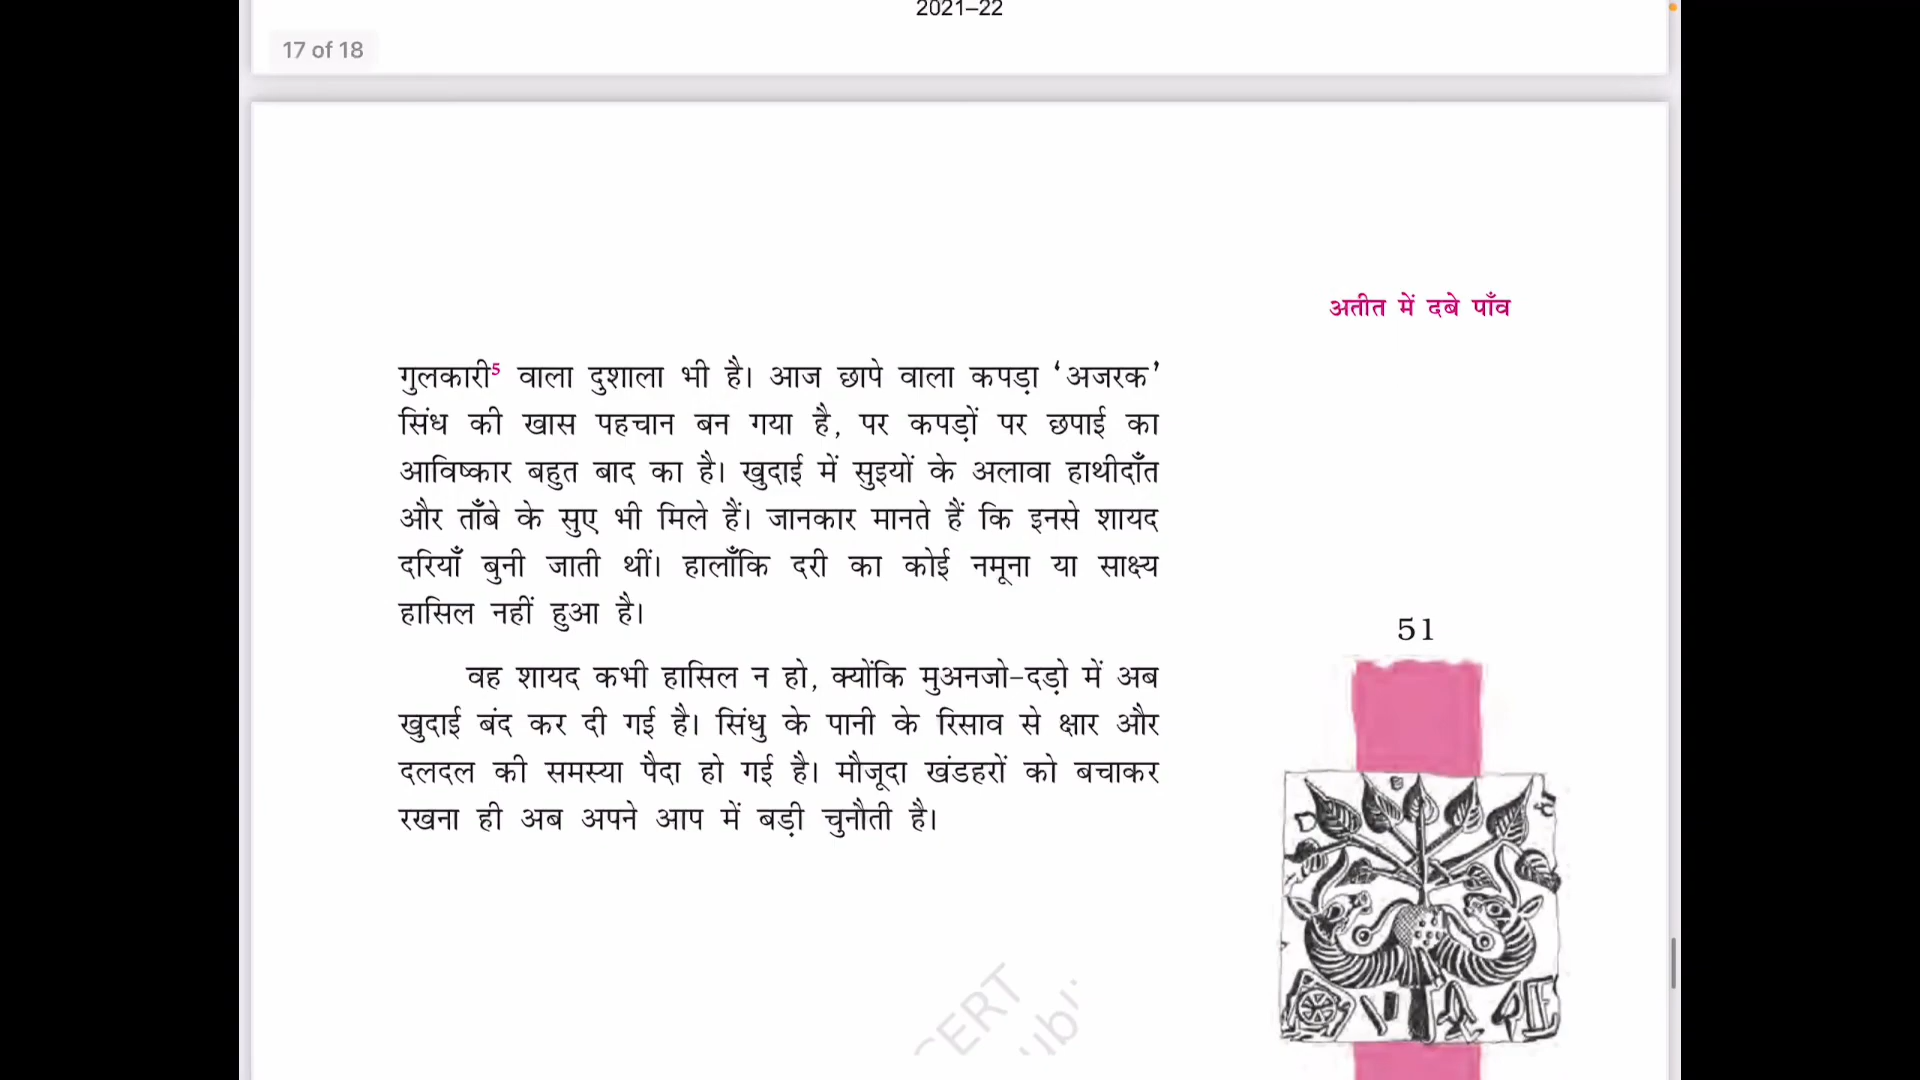 2021–22
17 of 18
अतीत में दबे पाँव
गुलकारी5 वाला दुशाला भी है। आज छापे वाला कपड़ा ‘अजरक’
सिंध की खास पहचान बन गया है, पर कपड़ों पर छपाई का
आविष्कार बहुत बाद का है। खुदाई में सुइयों के अलावा हाथीदाँत
और ताँबे के सुए भी मिले हैं। जानकार मानते हैं कि इनसे शायद
दरियाँ बुनी जाती थीं। हालाँकि दरी का कोई नमूना या साक्ष्य
हासिल नहीं हुआ है।
51
वह शायद कभी हासिल न हो, क्योंकि मुअनजो-दड़ो में अब
खुदाई बंद कर दी गई है। सिंधु के पानी के रिसाव से क्षार और
दलदल की समस्या पैदा हो गई है। मौजूदा खंडहरों को बचाकर
रखना ही अब अपने आप में बड़ी चुनौती है।